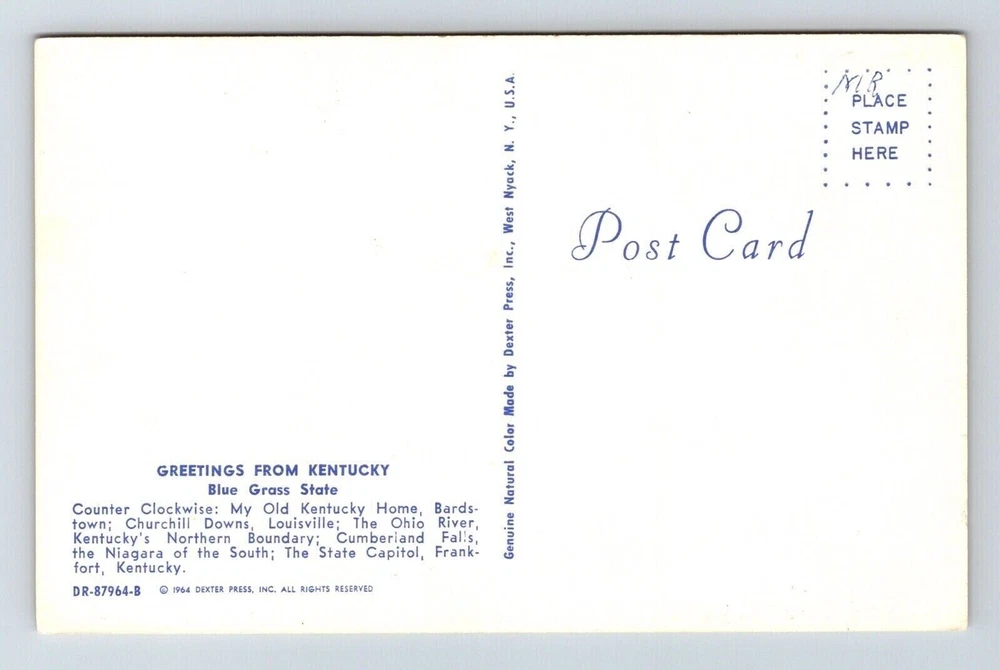 GREETINGS FROM KENTUCKY
Blue Grass State
Counter Clockwise: My Old Kentucky Home, Bards-
town; Churchill Downs, Louisville; The Ohio River,
Kentucky's Northern Boundary; Cumberland Falls,
the Niagara of the South; The State Capitol, Frank-
fort, Kentucky.
DR-87964-B © 1964 DEXTER PRESS, INC. ALL RIGHTS RESERVED
Genuine Natural Color Made by Dexter Press, Inc., West Nyack, N. Y., U.S.A.
PLACE
STAMP
HERE
Post Card